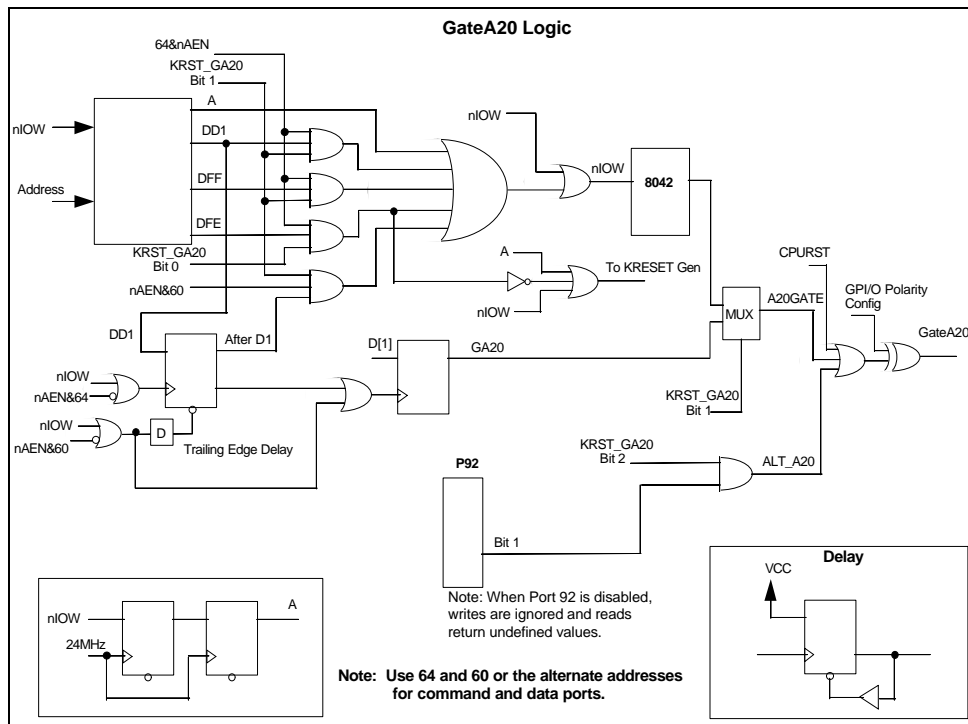 GateA20 Logic
64&nAEN
KRST_GA20
Bit 1
A
nIOW
DD1
nIOW
nIOW
8042
Address
DFF
DFE
KRST_GA20
Bit 0
A
To KRESET Gen
CPURST
nAEN&60
nIOW
MUX
A20GATE
GPI/O Polarity
Config
GateA20
DD1
After D1
D[1]
GA20
nIOW
nAEN&64
KRST_GA20
Bit 1
nIOW
nAEN&60
D
Trailing Edge Delay
KRST_GA20
Bit 2
P92
ALT_A20
Bit 1
Delay
VCC
Note: When Port 92 is disabled,
writes are ignored and reads
return undefined values.
nIOW
A
24MHz
Note: Use 64 and 60 or the alternate addresses
for command and data ports.